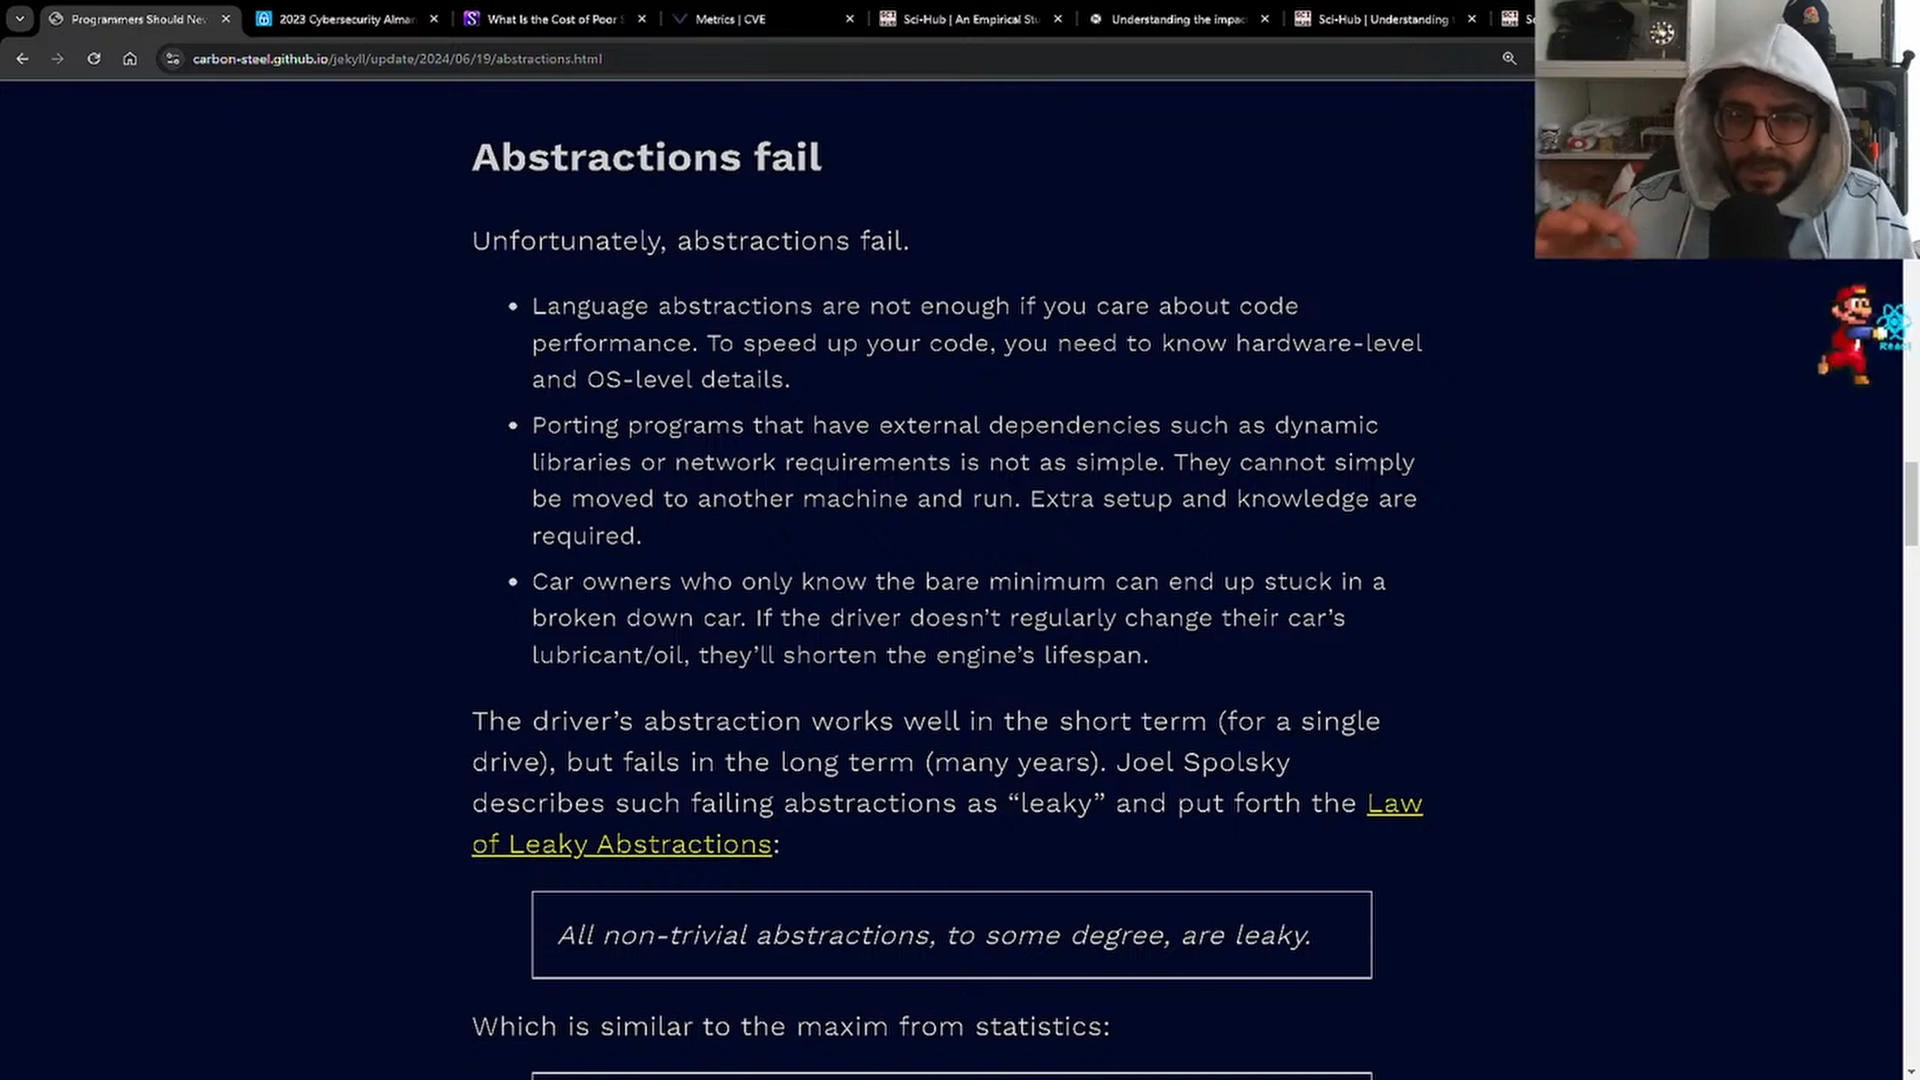 Programmers Should Nev
2023 Cybersecurity Alman
What Is the Cost of Poor S
Metrics | CVE
Sci-Hub | An Empirical Stu
Understanding the impac
Sci-Hub | Understanding
carbon-steel.github.io/jekyll/update/2024/06/19/abstractions.html
Abstractions fail
Unfortunately, abstractions fail.
• Language abstractions are not enough if you care about code
performance. To speed up your code, you need to know hardware-level
and OS-level details.
• Porting programs that have external dependencies such as dynamic
libraries or network requirements is not as simple. They cannot simply
be moved to another machine and run. Extra setup and knowledge are
required.
• Car owners who only know the bare minimum can end up stuck in a
broken down car. If the driver doesn’t regularly change their car’s
lubricant/oil, they’ll shorten the engine’s lifespan.
The driver’s abstraction works well in the short term (for a single
drive), but fails in the long term (many years). Joel Spolsky
describes such failing abstractions as “leaky” and put forth the Law
of Leaky Abstractions:
All non-trivial abstractions, to some degree, are leaky.
Which is similar to the maxim from statistics:
React